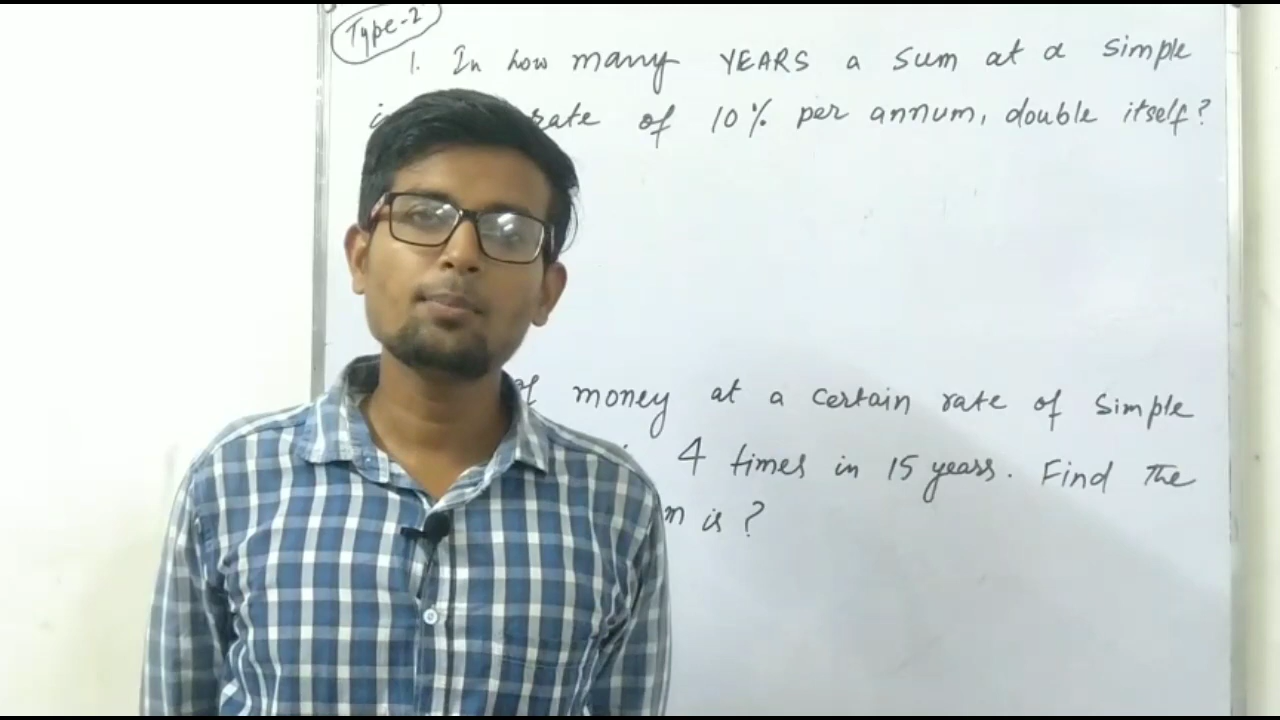 Type-2
1. In how many YEARS a sum at a simple
rate of 10% per annum, double itself?
of money at a certain rate of simple
4 times in 15 years. Find the
is ?